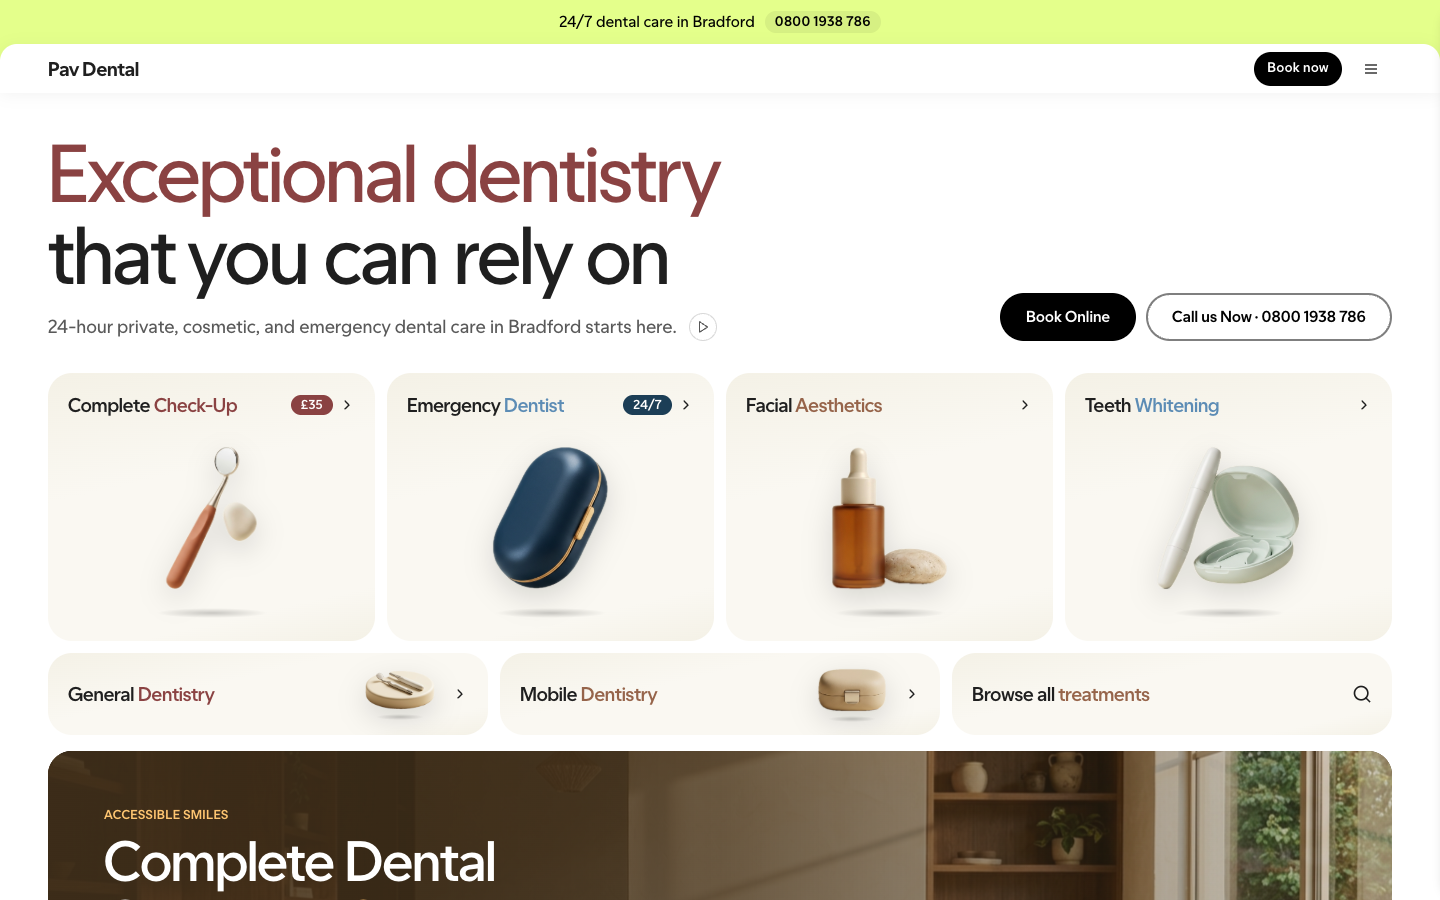 24/7 dental care in Bradford 0800 1938 786
Pav Dental
Book now
Exceptional dentistry
that you can rely on
24-hour private, cosmetic, and emergency dental care in Bradford starts here.
Book Online
Call us Now · 0800 1938 786
Complete Check-Up £35
Emergency Dentist 24/7
Facial Aesthetics
Teeth Whitening
General Dentistry
Mobile Dentistry
Browse all treatments
ACCESSIBLE SMILES
Complete Dental